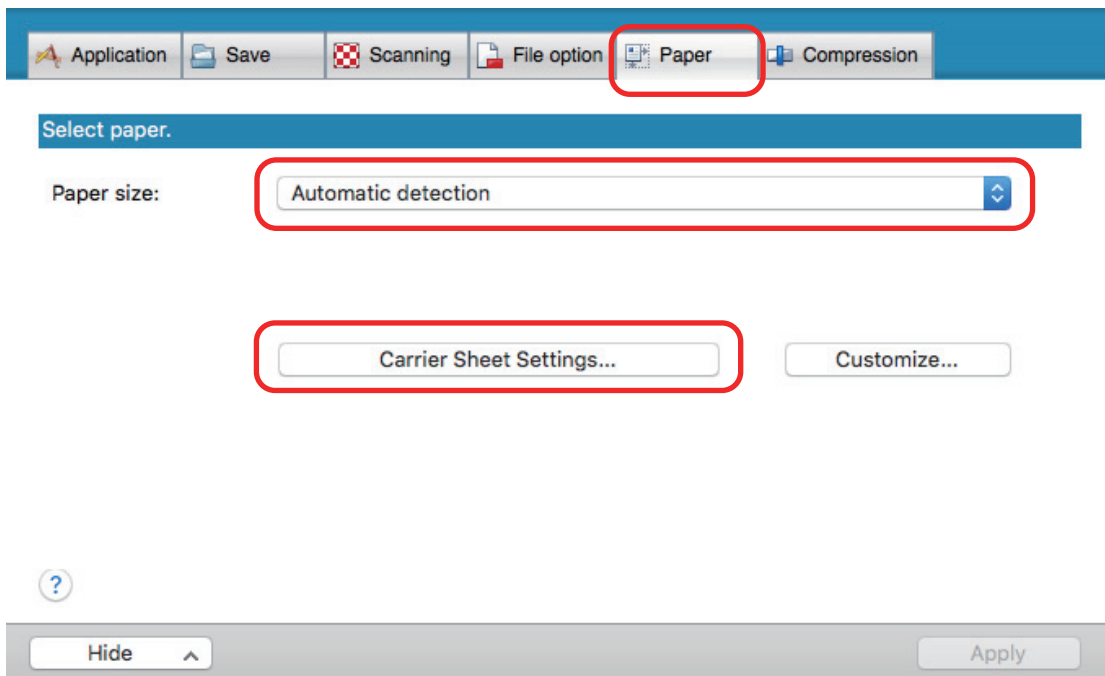 Application Save Scanning File option Paper Compression
Select paper.
Paper size: Automatic detection
Carrier Sheet Settings... Customize...
?
Hide Apply